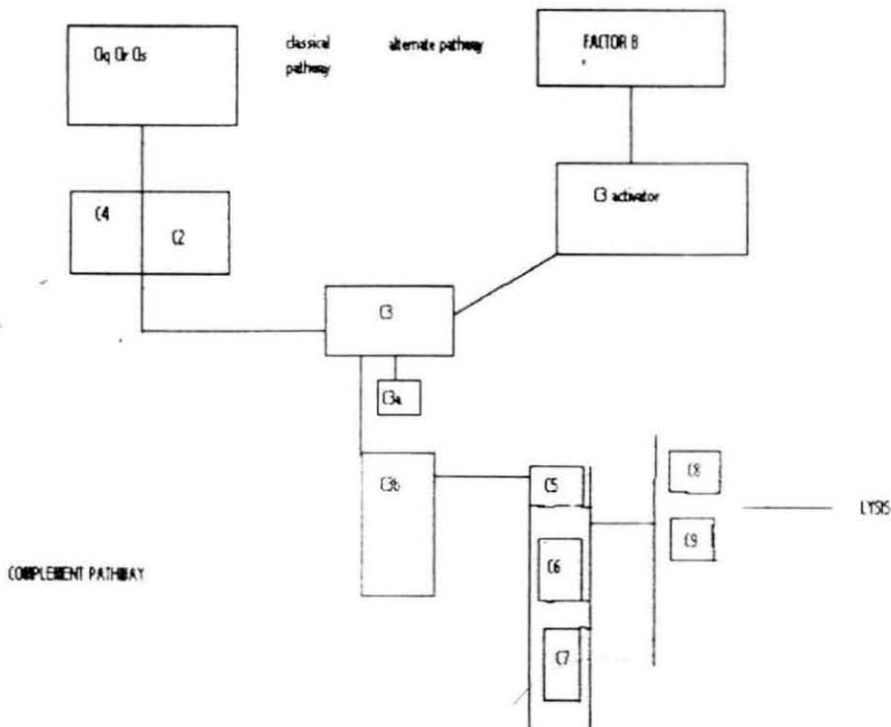 C1q C1r C1s
classical
pathway
alternate pathway
FACTOR B
C4
C2
C3 activator
C3
C3a
C3b
C5
C6
C7
C8
C9
LYSIS
COMPLEMENT PATHWAY